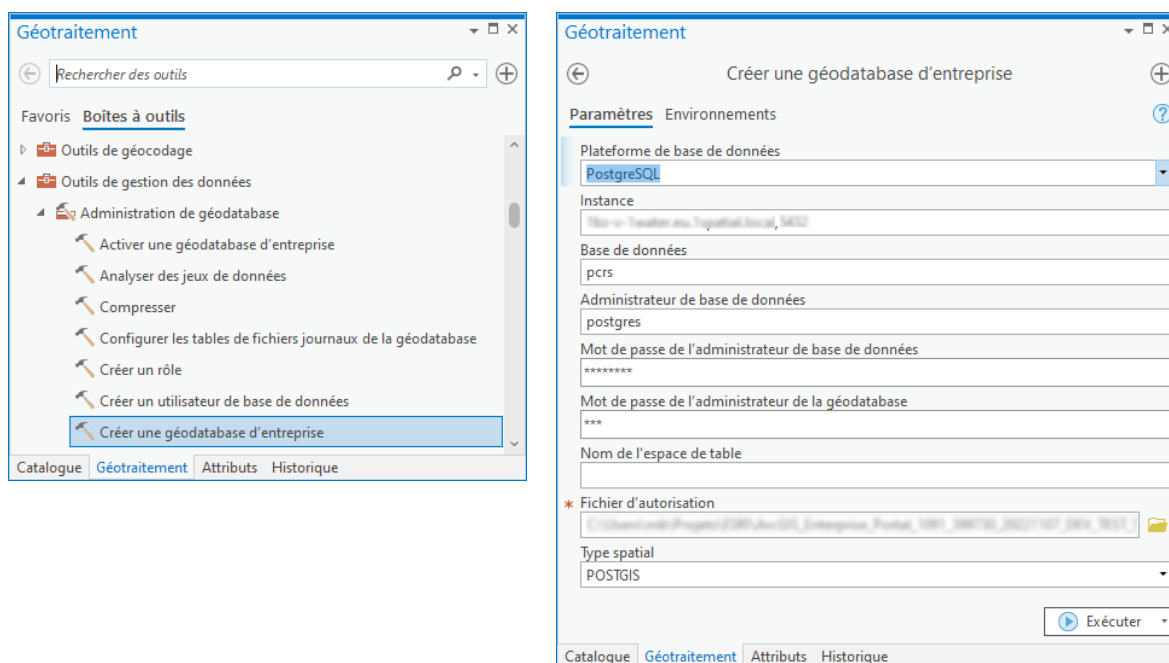 Géotraitement
Rechercher des outils
Favoris Boîtes à outils
Outils de géocodage
Outils de gestion des données
Administration de géodatabase
Activer une géodatabase d'entreprise
Analyser des jeux de données
Compresser
Configurer les tables de fichiers journaux de la géodatabase
Créer un rôle
Créer un utilisateur de base de données
Créer une géodatabase d'entreprise
Catalogue Géotraitement Attributs Historique
Géotraitement
Créer une géodatabase d'entreprise
Paramètres Environnements
?
Plateforme de base de données
PostgreSQL
Instance
,5432
Base de données
pcrs
Administrateur de base de données
postgres
Mot de passe de l'administrateur de base de données
********
Mot de passe de l'administrateur de la géodatabase
***
Nom de l'espace de table
* Fichier d'autorisation
Type spatial
POSTGIS
Exécuter
Catalogue Géotraitement Attributs Historique